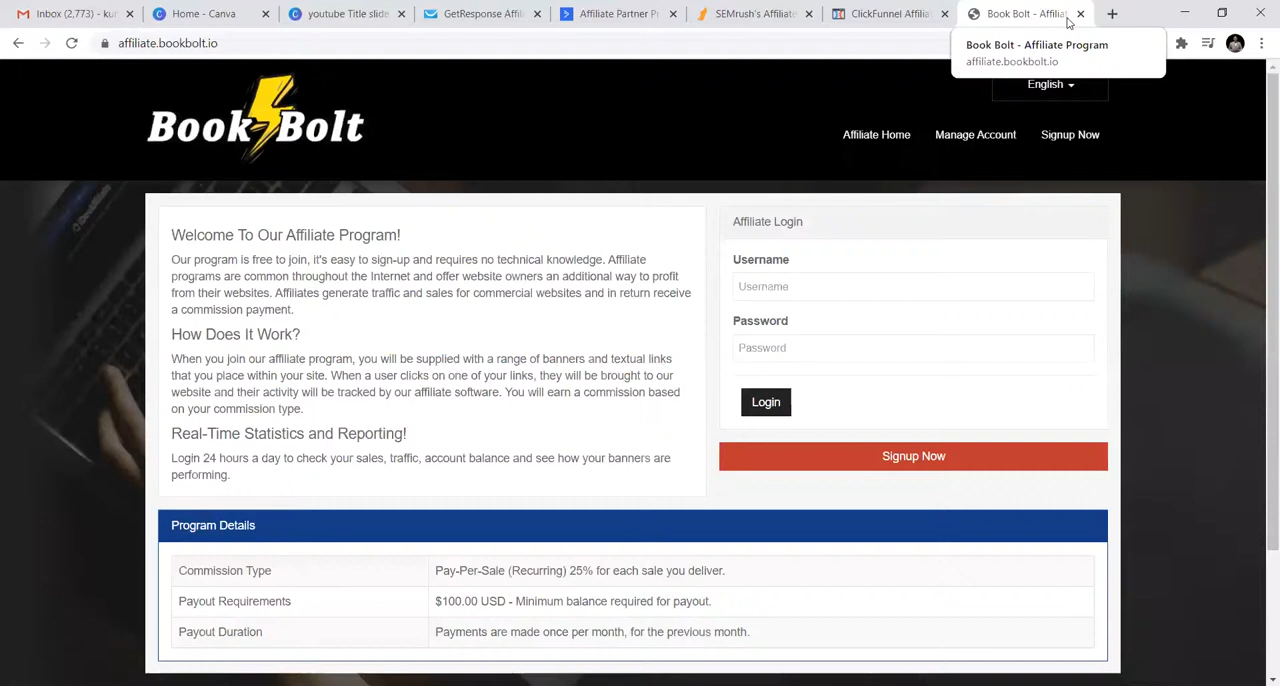 Inbox (2,773) - kur
Home - Canva
youtube Title slide
GetResponse Affili
Affiliate Partner Pr
SEMrush's Affiliate
ClickFunnel Affilia
Book Bolt - Affiliat
affiliate.bookbolt.io
Book Bolt - Affiliate Program
affiliate.bookbolt.io
English
Book Bolt
Affiliate Home
Manage Account
Signup Now
Welcome To Our Affiliate Program!
Our program is free to join, it's easy to sign-up and requires no technical knowledge. Affiliate
programs are common throughout the Internet and offer website owners an additional way to profit
from their websites. Affiliates generate traffic and sales for commercial websites and in return receive
a commission payment.
How Does It Work?
When you join our affiliate program, you will be supplied with a range of banners and textual links
that you place within your site. When a user clicks on one of your links, they will be brought to our
website and their activity will be tracked by our affiliate software. You will earn a commission based
on your commission type.
Real-Time Statistics and Reporting!
Login 24 hours a day to check your sales, traffic, account balance and see how your banners are
performing.
Affiliate Login
Username
Username
Password
Password
Login
Signup Now
Program Details
Commission Type
Pay-Per-Sale (Recurring) 25% for each sale you deliver.
Payout Requirements
$100.00 USD - Minimum balance required for payout.
Payout Duration
Payments are made once per month, for the previous month.